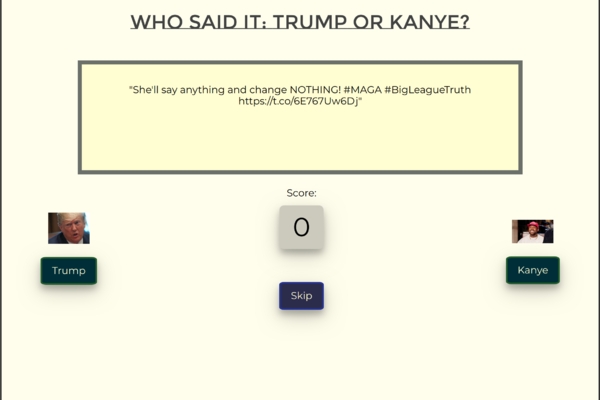 WHO SAID IT: TRUMP OR KANYE?
"She'll say anything and change NOTHING! #MAGA #BigLeagueTruth
https://t.co/6E767Uw6Dj"
Score:
0
Trump
Kanye
Skip